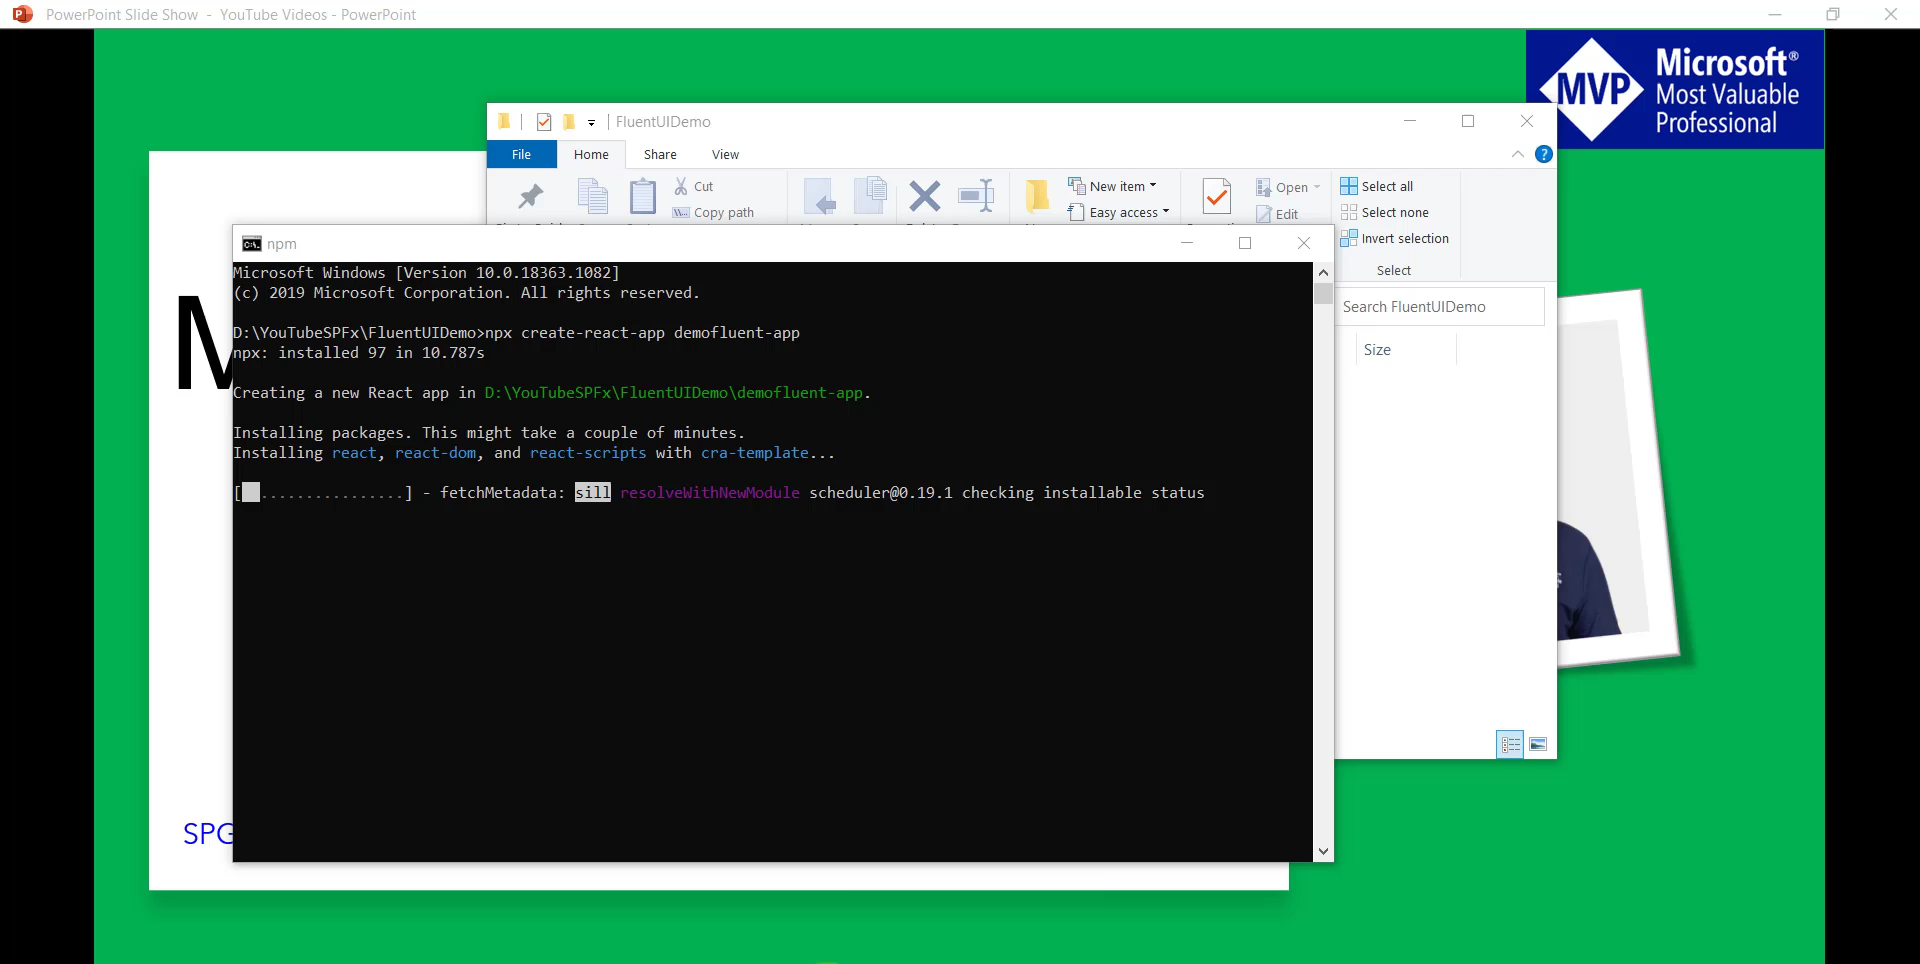 PowerPoint Slide Show - YouTube Videos - PowerPoint
MVP
Microsoft®
Most Valuable
Professional
FluentUIDemo
File Home Share View
Cut
Copy path
New item
Easy access
Open
Edit
Select all
Select none
Invert selection
Select
Search FluentUIDemo
Size
npm
Microsoft Windows [Version 10.0.18363.1082]
(c) 2019 Microsoft Corporation. All rights reserved.
D:\YouTubeSPFx\FluentUIDemo>npx create-react-app demofluent-app
npx: installed 97 in 10.787s
Creating a new React app in D:\YouTubeSPFx\FluentUIDemo\demofluent-app.
Installing packages. This might take a couple of minutes.
Installing react, react-dom, and react-scripts with cra-template...
[ ................] - fetchMetadata: sill resolveWithNewModule scheduler@0.19.1 checking installable status
SPG